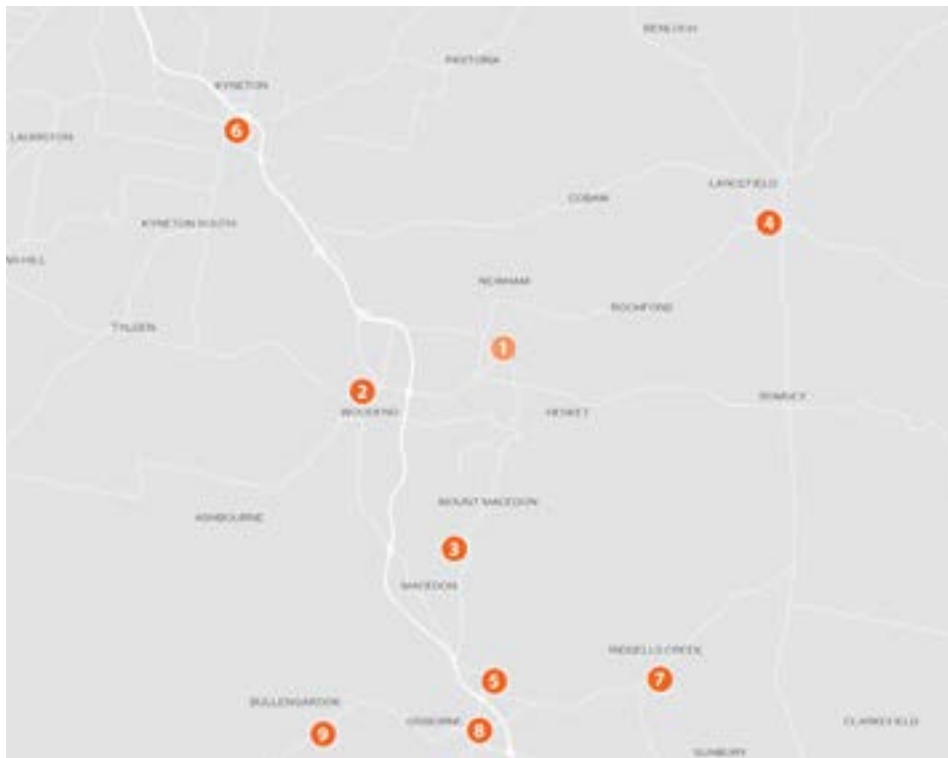 BENLOCH
PASTORIA
KYNETON
6
LAURISTON
LANCEFIELD
COBAW
4
KYNETON SOUTH
NEWHAM
ROCHFORD
TYLDEN
1
2
WOODEND
HESKET
ROMSEY
MOUNT MACEDON
ASHBOURNE
3
MACEDON
RIDDELLS CREEK
5
7
BULLENGAROOK
GISBORNE
8
9
CLARKEFIELD
SUNBURY